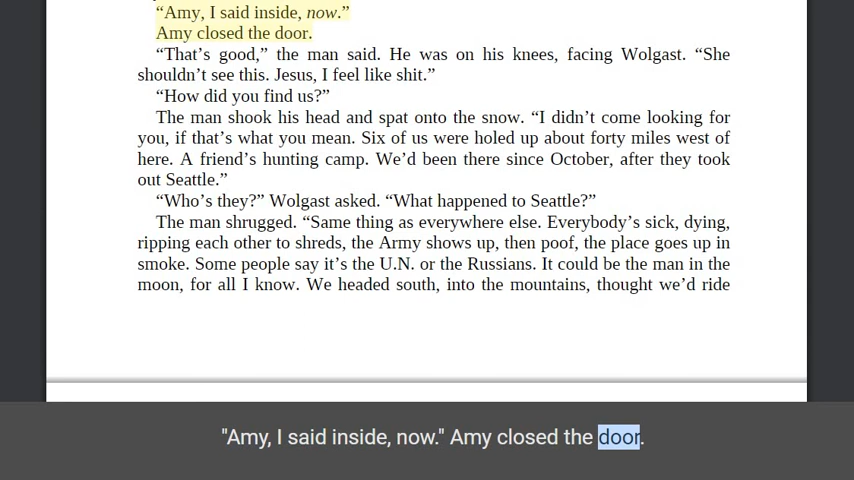 “Amy, I said inside, now.”
Amy closed the door.
“That’s good,” the man said. He was on his knees, facing Wolgast. “She
shouldn’t see this. Jesus, I feel like shit.”
“How did you find us?”
The man shook his head and spat onto the snow. “I didn’t come looking for
you, if that’s what you mean. Six of us were holed up about forty miles west of
here. A friend’s hunting camp. We’d been there since October, after they took
out Seattle.”
“Who’s they?” Wolgast asked. “What happened to Seattle?”
The man shrugged. “Same thing as everywhere else. Everybody’s sick, dying,
ripping each other to shreds, the Army shows up, then poof, the place goes up in
smoke. Some people say it’s the U.N. or the Russians. It could be the man in the
moon, for all I know. We headed south, into the mountains, thought we’d ride
"Amy, I said inside, now." Amy closed the door.